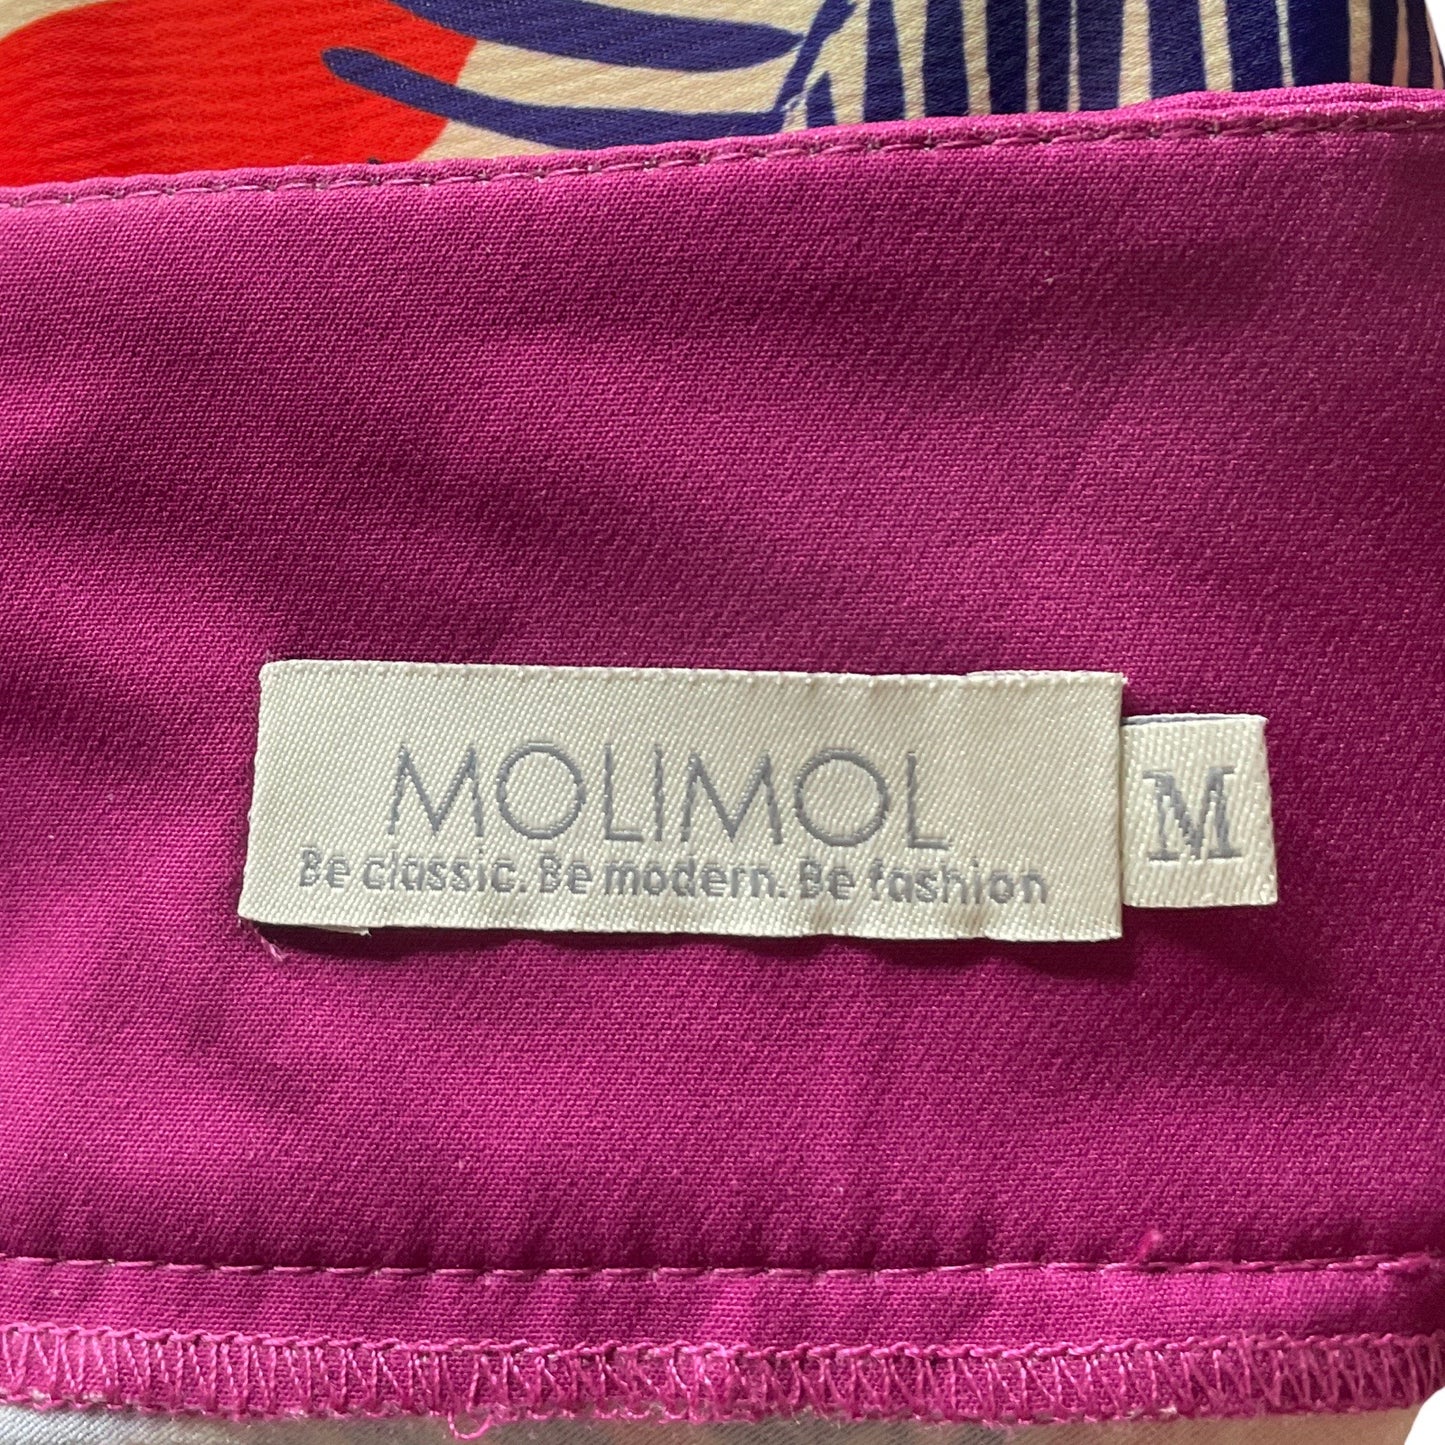 MOLIMOL
Be classic. Be modern. Be fashion
M